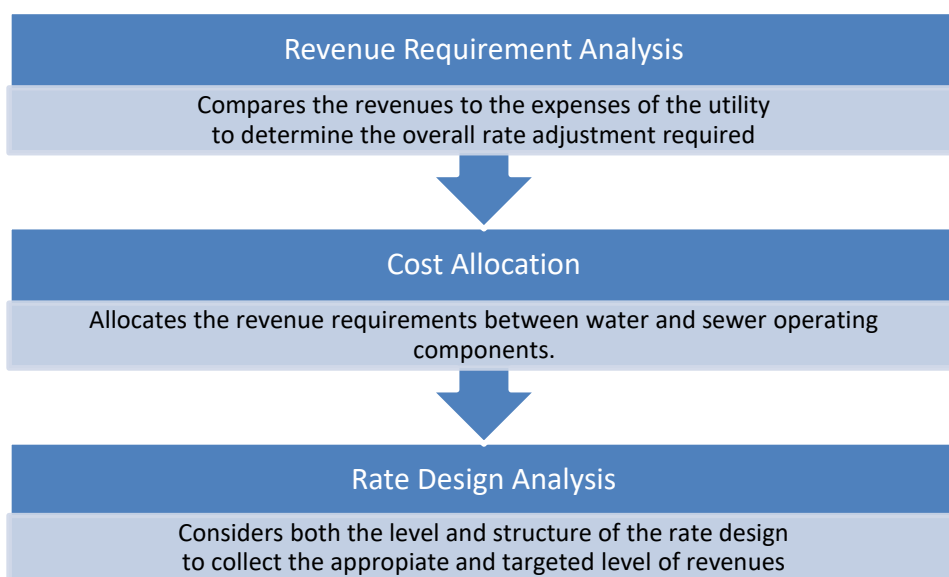 Revenue Requirement Analysis
Compares the revenues to the expenses of the utility
to determine the overall rate adjustment required
Cost Allocation
Allocates the revenue requirements between water and sewer operating
components.
Rate Design Analysis
Considers both the level and structure of the rate design
to collect the appropiate and targeted level of revenues